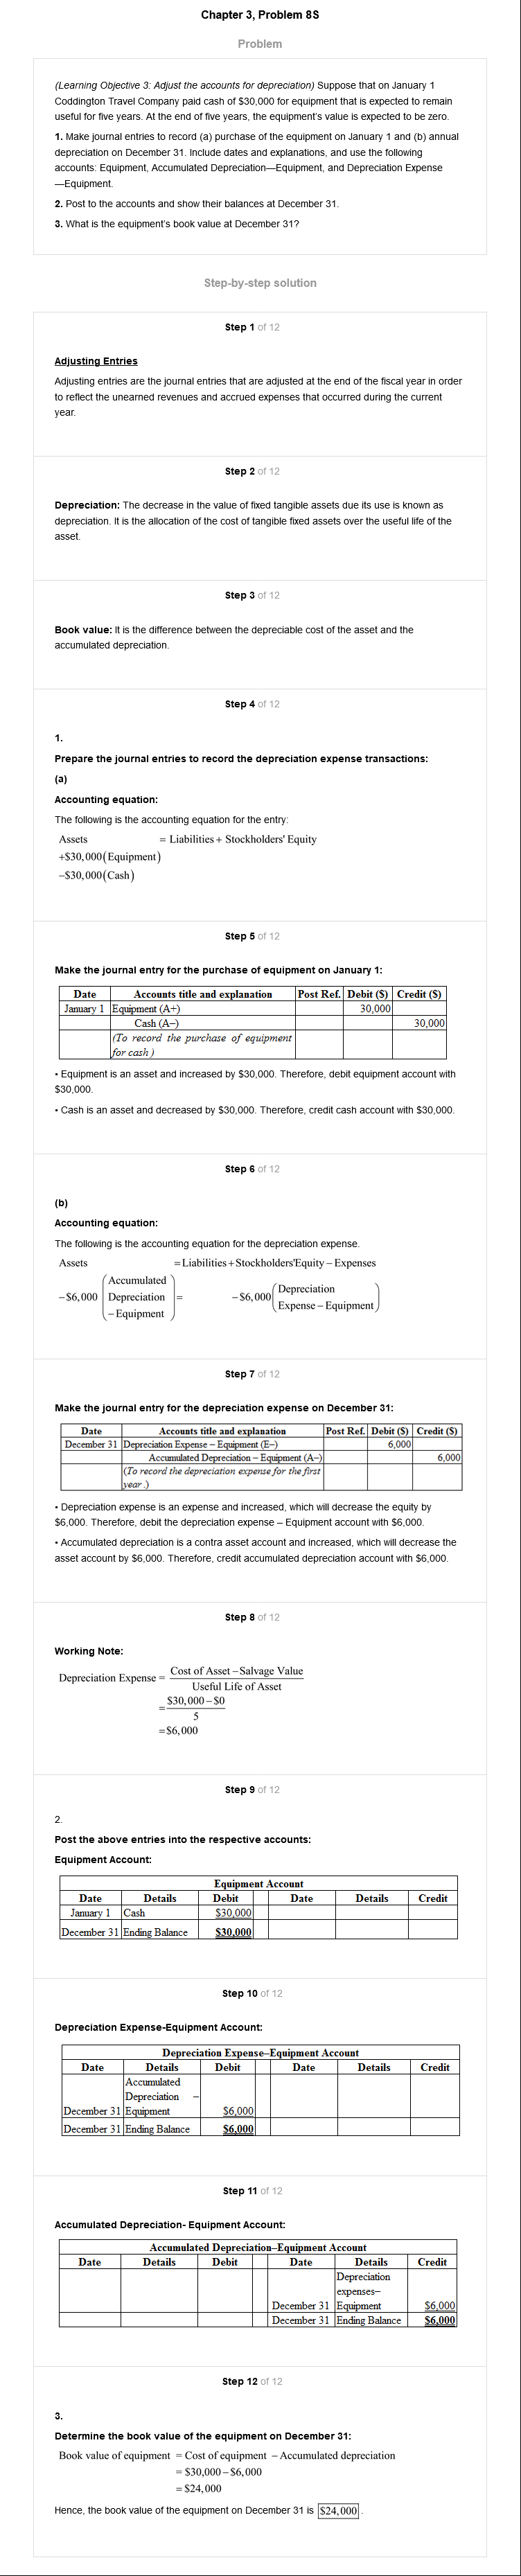 Chapter 3, Problem 8S
Problem
(Learning Objective 3: Adjust the accounts for depreciation) Suppose that on January 1
Coddington Travel Company paid cash of $30,000 for equipment that is expected to remain
useful for five years. At the end of five years, the equipment's value is expected to be zero.
1. Make journal entries to record (a) purchase of the equipment on January 1 and (b) annual
depreciation on December 31. Include dates and explanations, and use the following
accounts: Equipment, Accumulated Depreciation—Equipment, and Depreciation Expense
—Equipment.
2. Post to the accounts and show their balances at December 31.
3. What is the equipment's book value at December 31?
Step-by-step solution
Step 1 of 12
Adjusting Entries
Adjusting entries are the journal entries that are adjusted at the end of the fiscal year in order
to reflect the unearned revenues and accrued expenses that occurred during the current
year.
Step 2 of 12
Depreciation: The decrease in the value of fixed tangible assets due its use is known as
depreciation. It is the allocation of the cost of tangible fixed assets over the useful life of the
asset.
Step 3 of 12
Book value: It is the difference between the depreciable cost of the asset and the
accumulated depreciation.
Step 4 of 12
1.
Prepare the journal entries to record the depreciation expense transactions:
(a)
Accounting equation:
The following is the accounting equation for the entry:
Assets = Liabilities + Stockholders' Equity
+$30,000(Equipment)
−$30,000(Cash)
Step 5 of 12
Make the journal entry for the purchase of equipment on January 1:
Date Accounts title and explanation Post Ref. Debit ($) Credit ($)
January 1 Equipment (A+) 30,000
Cash (A−) 30,000
(To record the purchase of equipment
for cash )
• Equipment is an asset and increased by $30,000. Therefore, debit equipment account with
$30,000.
• Cash is an asset and decreased by $30,000. Therefore, credit cash account with $30,000.
Step 6 of 12
(b)
Accounting equation:
The following is the accounting equation for the depreciation expense.
Assets = Liabilities + Stockholders'Equity − Expenses
−$6,000 (Accumulated Depreciation − Equipment) = −$6,000 (Depreciation Expense − Equipment)
Step 7 of 12
Make the journal entry for the depreciation expense on December 31:
Date Accounts title and explanation Post Ref. Debit ($) Credit ($)
December 31 Depreciation Expense – Equipment (E−) 6,000
Accumulated Depreciation – Equipment (A−) 6,000
(To record the depreciation expense for the first
year .)
• Depreciation expense is an expense and increased, which will decrease the equity by
$6,000. Therefore, debit the depreciation expense – Equipment account with $6,000.
• Accumulated depreciation is a contra asset account and increased, which will decrease the
asset account by $6,000. Therefore, credit accumulated depreciation account with $6,000.
Step 8 of 12
Working Note:
Depreciation Expense = Cost of Asset − Salvage Value
Useful Life of Asset
= $30,000 − $0
5
= $6,000
Step 9 of 12
2.
Post the above entries into the respective accounts:
Equipment Account:
Equipment Account
Date Details Debit Date Details Credit
January 1 Cash $30,000
December 31 Ending Balance $30,000
Step 10 of 12
Depreciation Expense-Equipment Account:
Depreciation Expense–Equipment Account
Date Details Debit Date Details Credit
Accumulated
Depreciation –
December 31 Equipment $6,000
December 31 Ending Balance $6,000
Step 11 of 12
Accumulated Depreciation- Equipment Account:
Accumulated Depreciation–Equipment Account
Date Details Debit Date Details Credit
Depreciation
expenses–
December 31 Equipment $6,000
December 31 Ending Balance $6,000
Step 12 of 12
3.
Determine the book value of the equipment on December 31:
Book value of equipment = Cost of equipment − Accumulated depreciation
= $30,000 − $6,000
= $24,000
Hence, the book value of the equipment on December 31 is $24,000 .